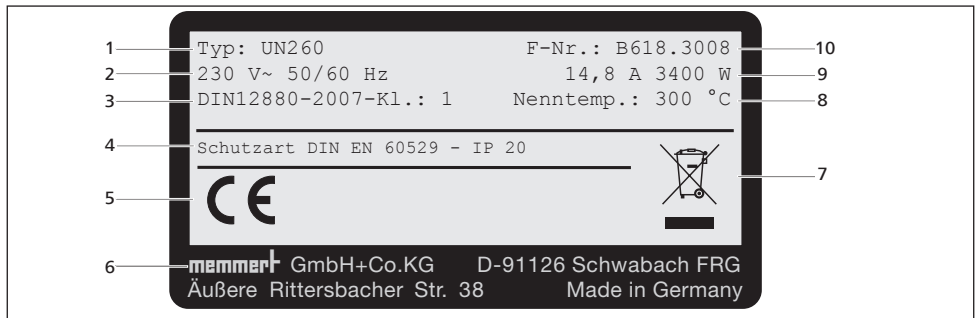 1 Typ: UN260 F-Nr.: B618.3008 10
2 230 V~ 50/60 Hz 14,8 A 3400 W 9
3 DIN12880-2007-Kl.: 1 Nenntemp.: 300 °C 8
4 Schutzart DIN EN 60529 - IP 20
7
5 CE
6 memmert GmbH+Co.KG D-91126 Schwabach FRG
Äußere Rittersbacher Str. 38 Made in Germany